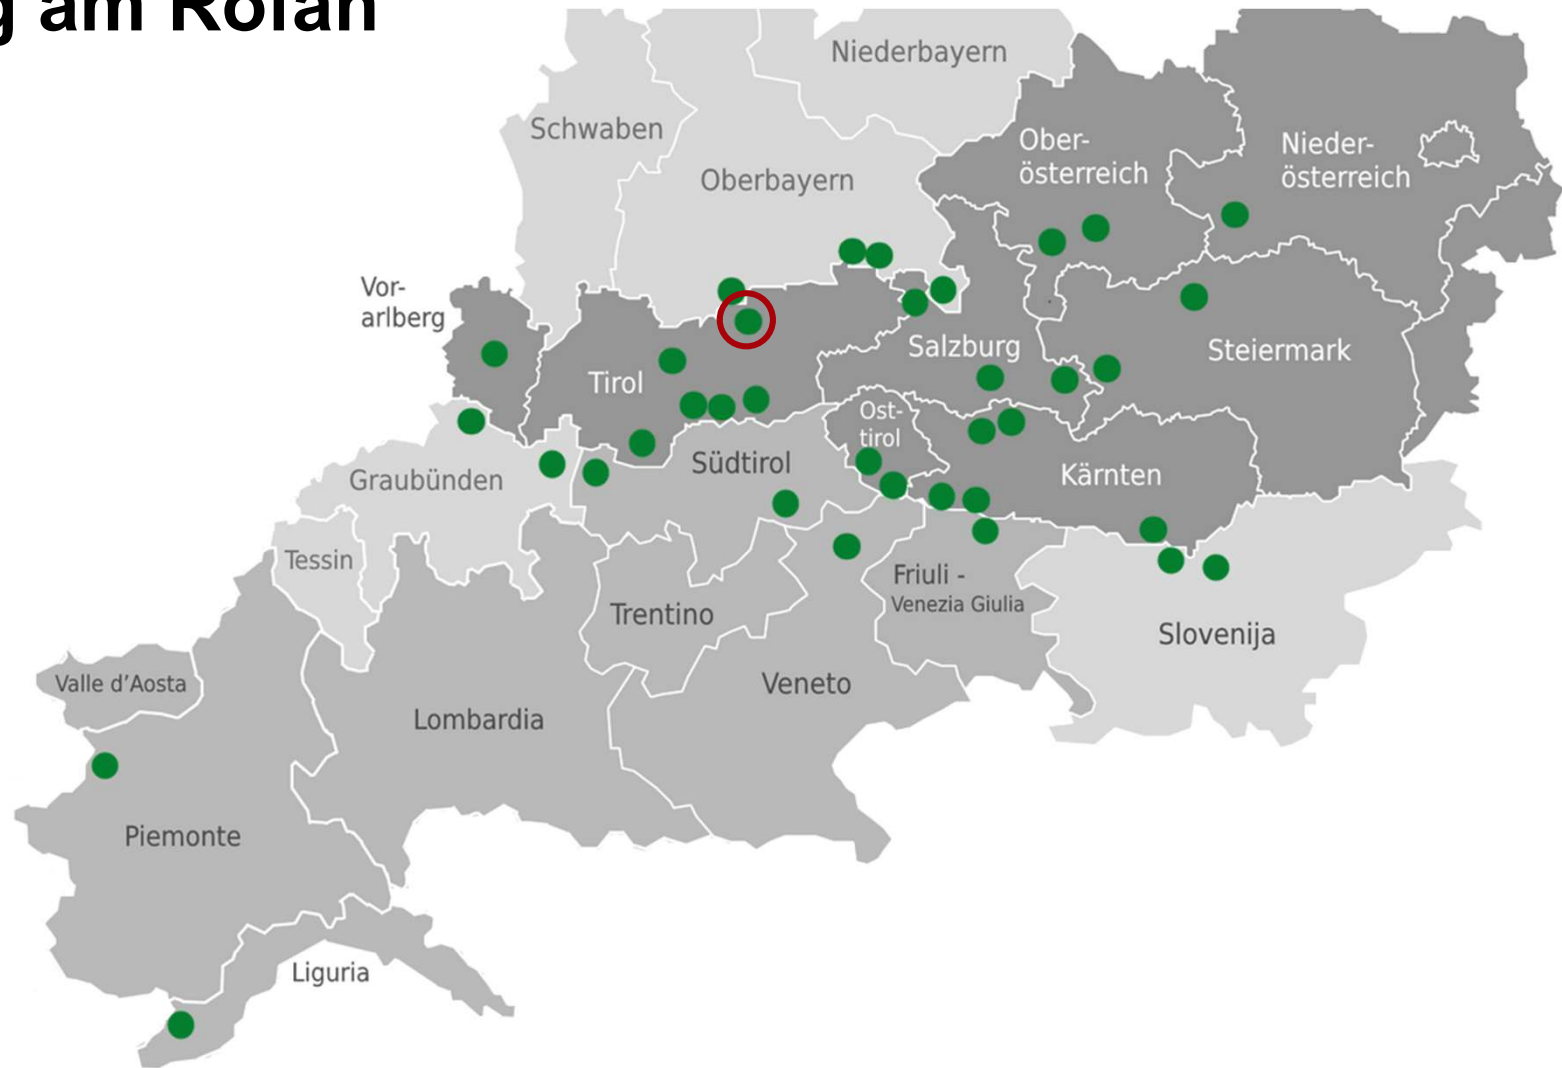 g am Rofan
Niederbayern
Schwaben
Ober-
österreich
Nieder-
österreich
Oberbayern
Vor-
arlberg
Salzburg
Steiermark
Tirol
Ost-
tirol
Südtirol
Kärnten
Graubünden
Tessin
Friuli -
Venezia Giulia
Trentino
Slovenija
Valle d’Aosta
Veneto
Lombardia
Piemonte
Liguria